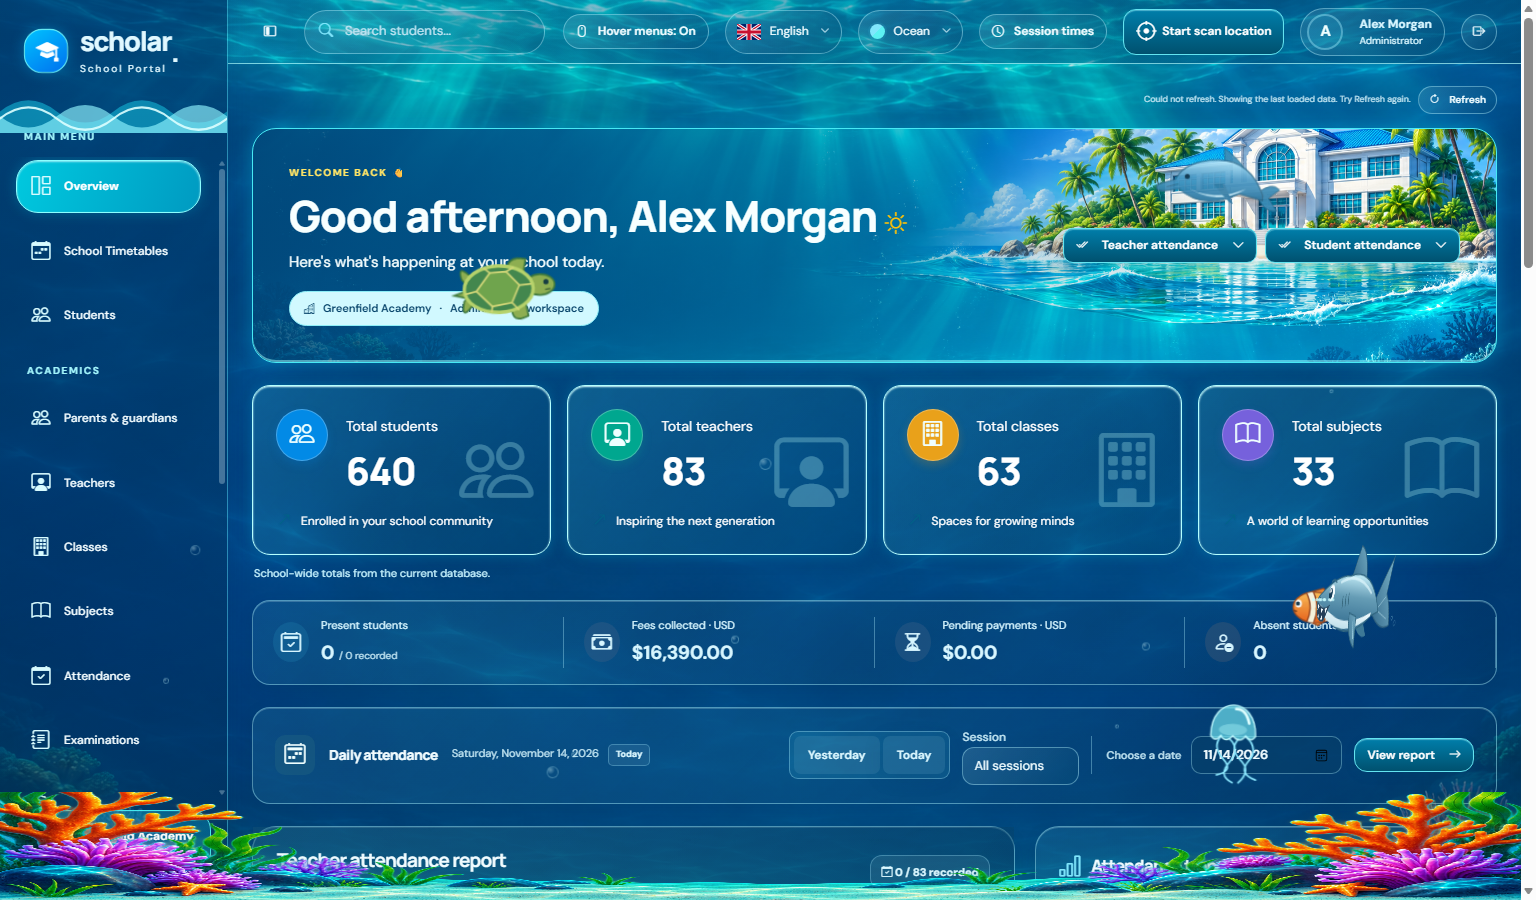 scholar.
School Portal
Search students...
Hover menus: On
English
Ocean
Session times
Start scan location
A
Alex Morgan
Administrator
Could not refresh. Showing the last loaded data. Try Refresh again.
Refresh
MAIN MENU
Overview
School Timetables
Students
ACADEMICS
Parents & guardians
Teachers
Classes
Subjects
Attendance
Examinations
Academy
WELCOME BACK
Good afternoon, Alex Morgan
Here's what's happening at your school today.
Greenfield Academy · workspace
Teacher attendance
Student attendance
Total students
640
Enrolled in your school community
Total teachers
83
Inspiring the next generation
Total classes
63
Spaces for growing minds
Total subjects
33
A world of learning opportunities
School-wide totals from the current database.
Present students
0 / 0 recorded
Fees collected · USD
$16,390.00
Pending payments · USD
$0.00
Absent students
0
Daily attendance
Saturday, November 14, 2026
Today
Yesterday
Today
Session
All sessions
Choose a date
11/14/2026
View report
Teacher attendance report
0 / 83 recorded